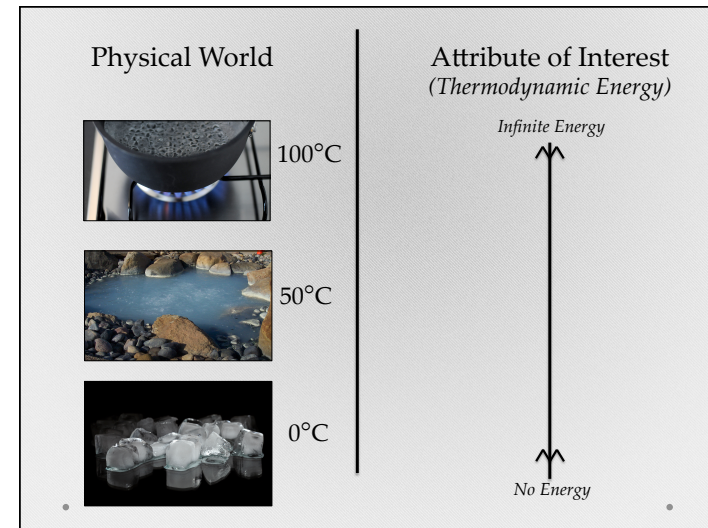 Physical World
100°C
50°C
0°C
Attribute of Interest
(Thermodynamic Energy)
Infinite Energy
No Energy